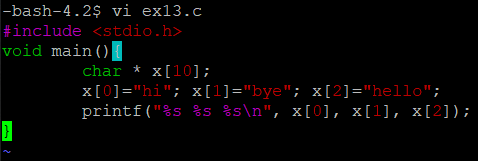 -bash-4.2$ vi ex13.c
#include <stdio.h>
void main(){
        char * x[10];
        x[0]="hi"; x[1]="bye"; x[2]="hello";
        printf("%s %s %s\n", x[0], x[1], x[2]);
}
~